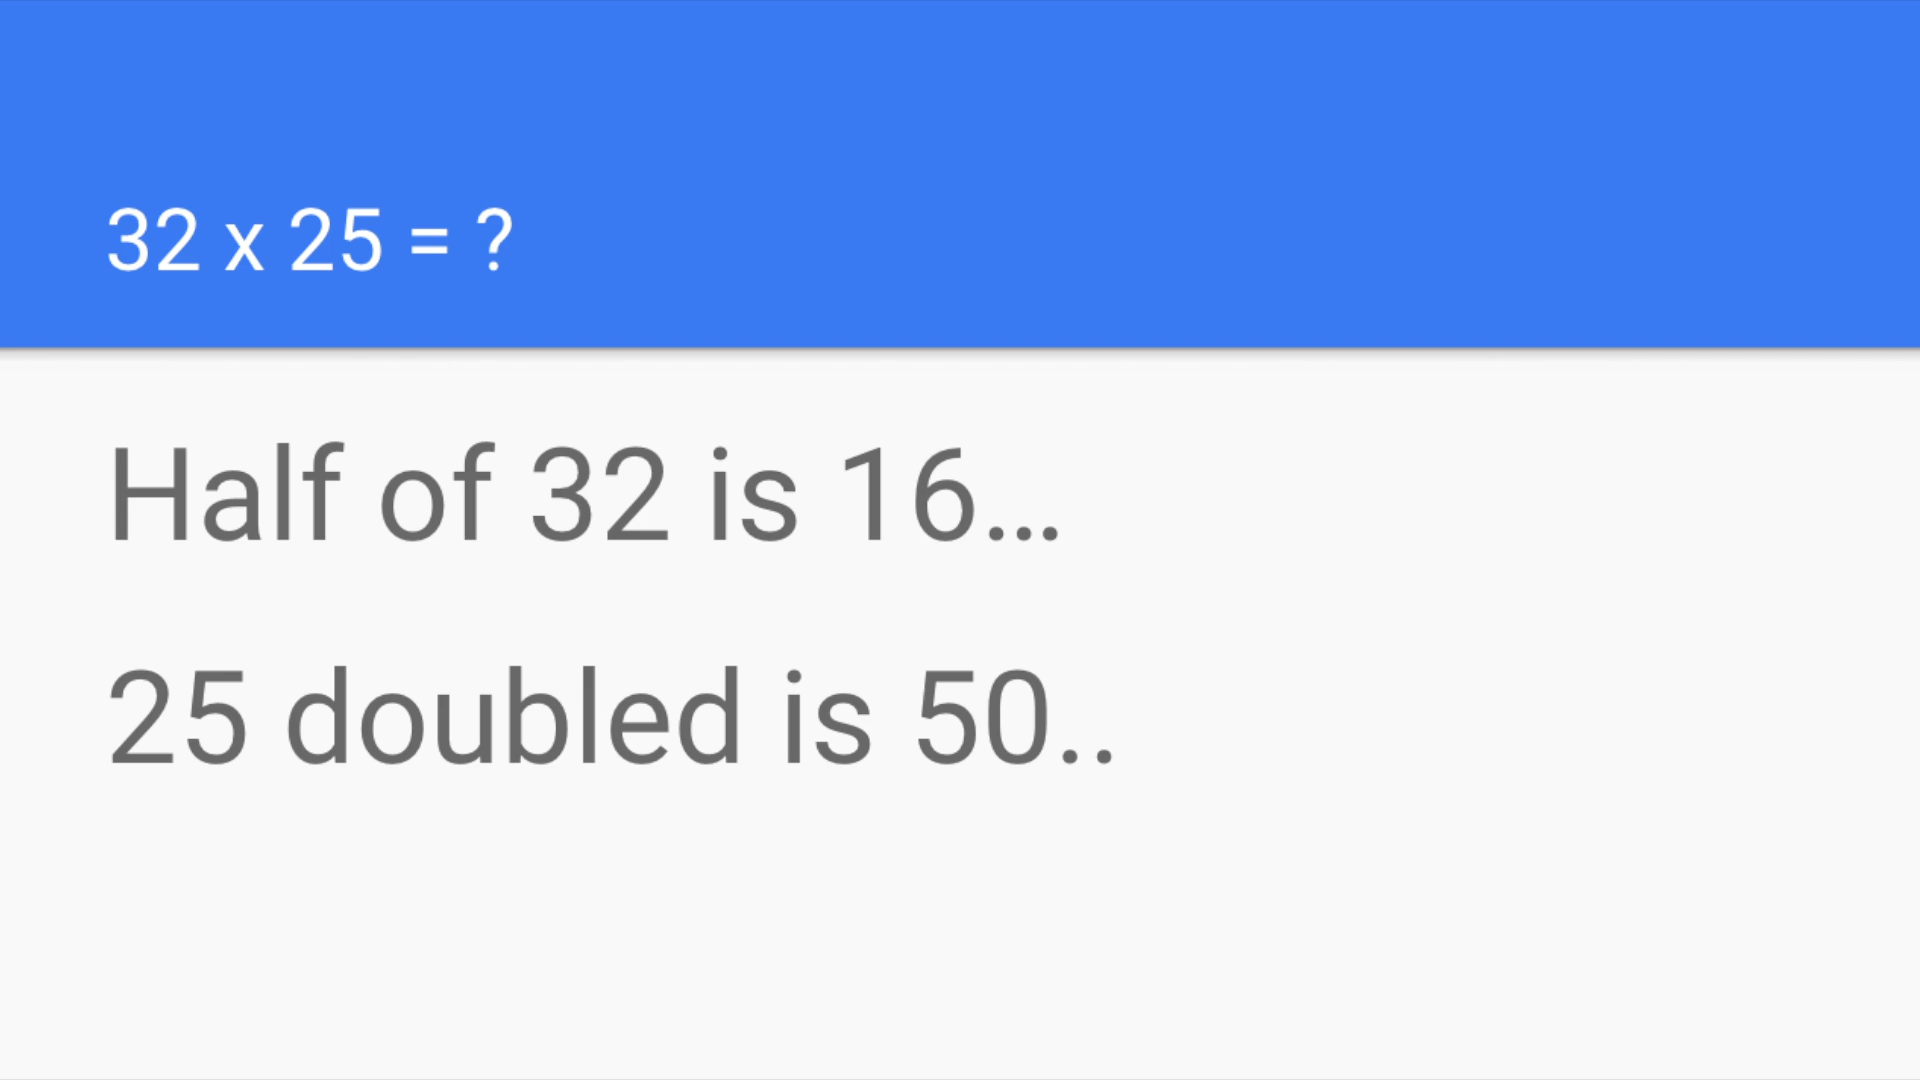 32 x 25 = ?
Half of 32 is 16…
25 doubled is 50..